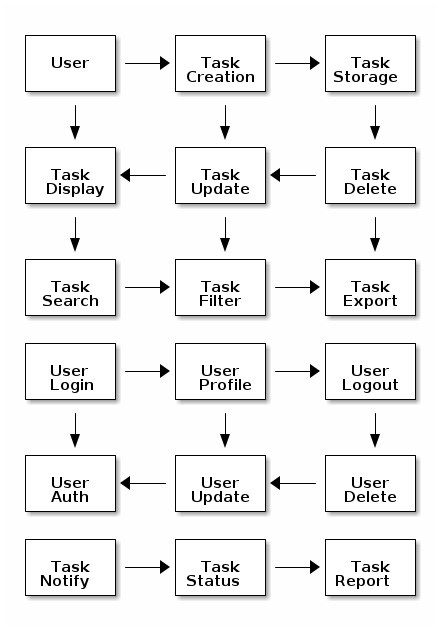 User
Task
Creation
Task
Storage
Task
Display
Task
Update
Task
Delete
Task
Search
Task
Filter
Task
Export
User
Login
User
Profile
User
Logout
User
Auth
User
Update
User
Delete
Task
Notify
Task
Status
Task
Report